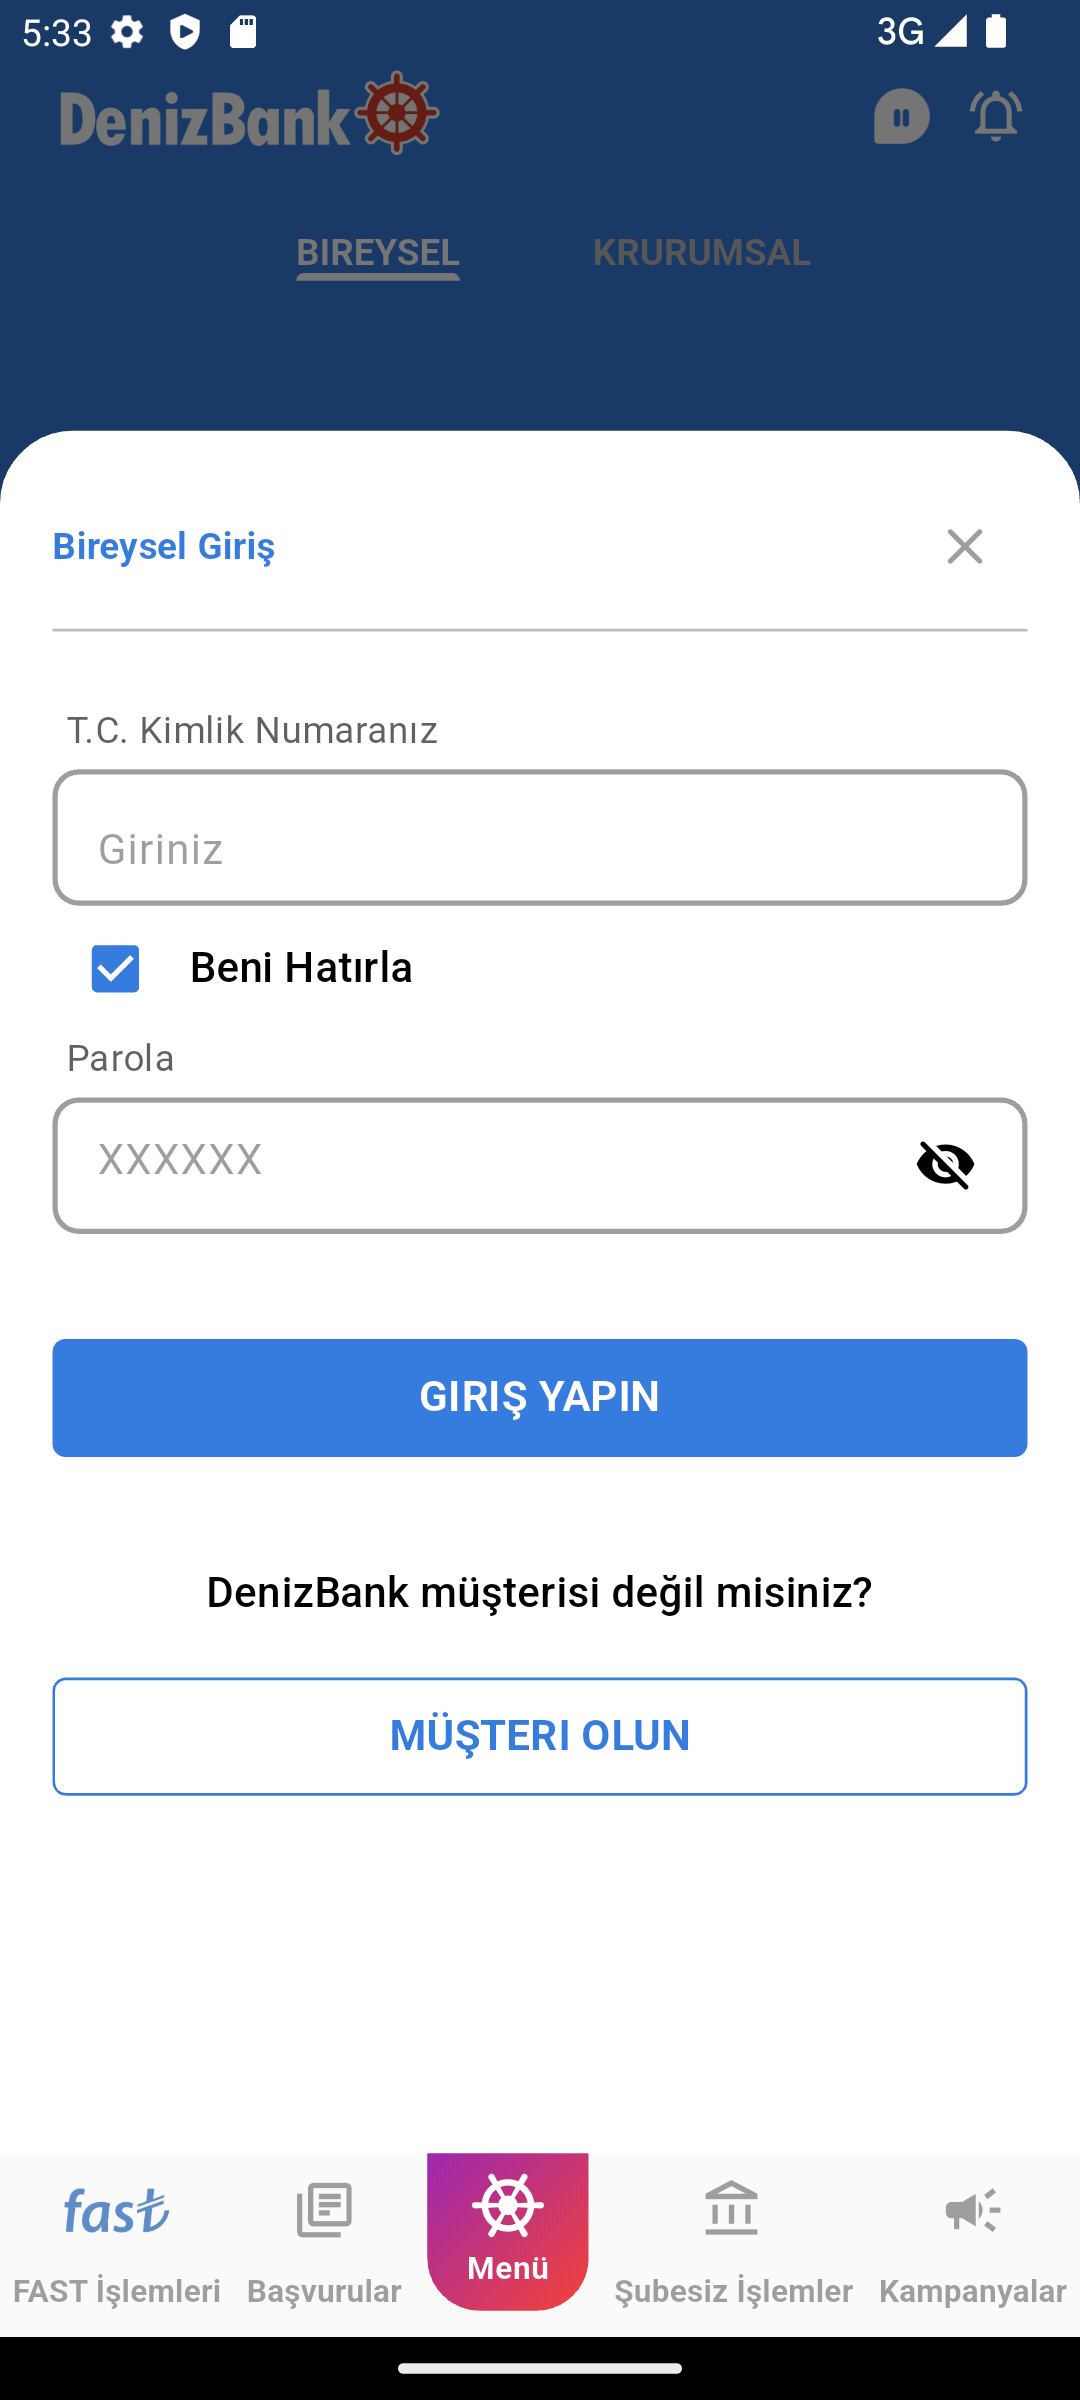 5:33
3G
DenizBank
BIREYSEL
KRURUMSAL
Bireysel Giriş
T.C. Kimlik Numaranız
Giriniz
Beni Hatırla
Parola
XXXXXX
GIRIŞ YAPIN
DenizBank müşterisi değil misiniz?
MÜŞTERI OLUN
fast
Menü
FAST İşlemleri
Başvurular
Şubesiz İşlemler
Kampanyalar